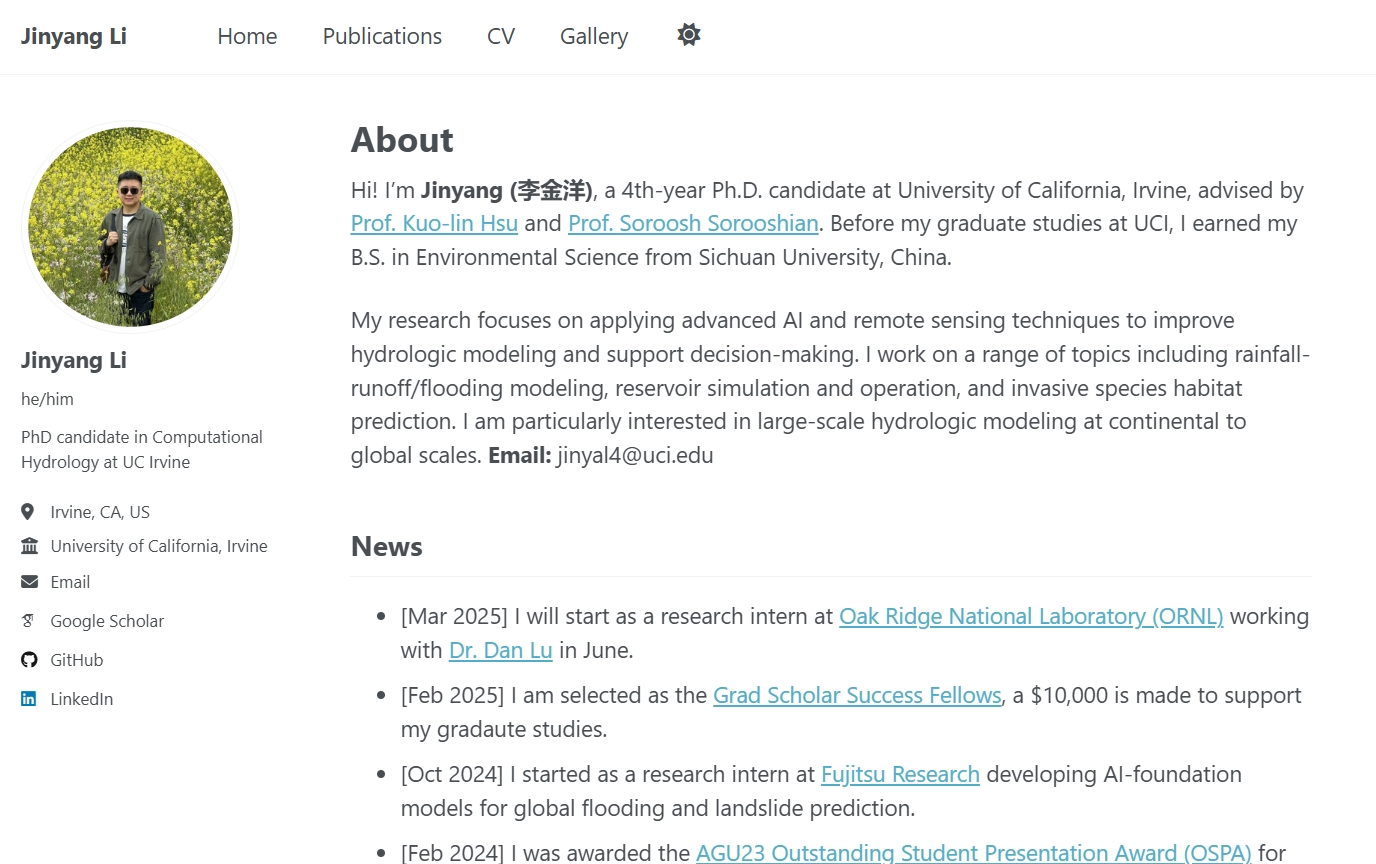 Jinyang Li
Home
Publications
CV
Gallery
Jinyang Li
he/him
PhD candidate in Computational
Hydrology at UC Irvine
Irvine, CA, US
University of California, Irvine
Email
Google Scholar
GitHub
LinkedIn
About
Hi! I’m Jinyang (李金洋), a 4th-year Ph.D. candidate at University of California, Irvine, advised by
Prof. Kuo-lin Hsu and Prof. Soroosh Sorooshian. Before my graduate studies at UCI, I earned my
B.S. in Environmental Science from Sichuan University, China.
My research focuses on applying advanced AI and remote sensing techniques to improve
hydrologic modeling and support decision-making. I work on a range of topics including rainfall-
runoff/flooding modeling, reservoir simulation and operation, and invasive species habitat
prediction. I am particularly interested in large-scale hydrologic modeling at continental to
global scales. Email: jinyal4@uci.edu
News
[Mar 2025] I will start as a research intern at Oak Ridge National Laboratory (ORNL) working
with Dr. Dan Lu in June.
[Feb 2025] I am selected as the Grad Scholar Success Fellows, a $10,000 is made to support
my gradaute studies.
[Oct 2024] I started as a research intern at Fujitsu Research developing AI-foundation
models for global flooding and landslide prediction.
[Feb 2024] I was awarded the AGU23 Outstanding Student Presentation Award (OSPA) for